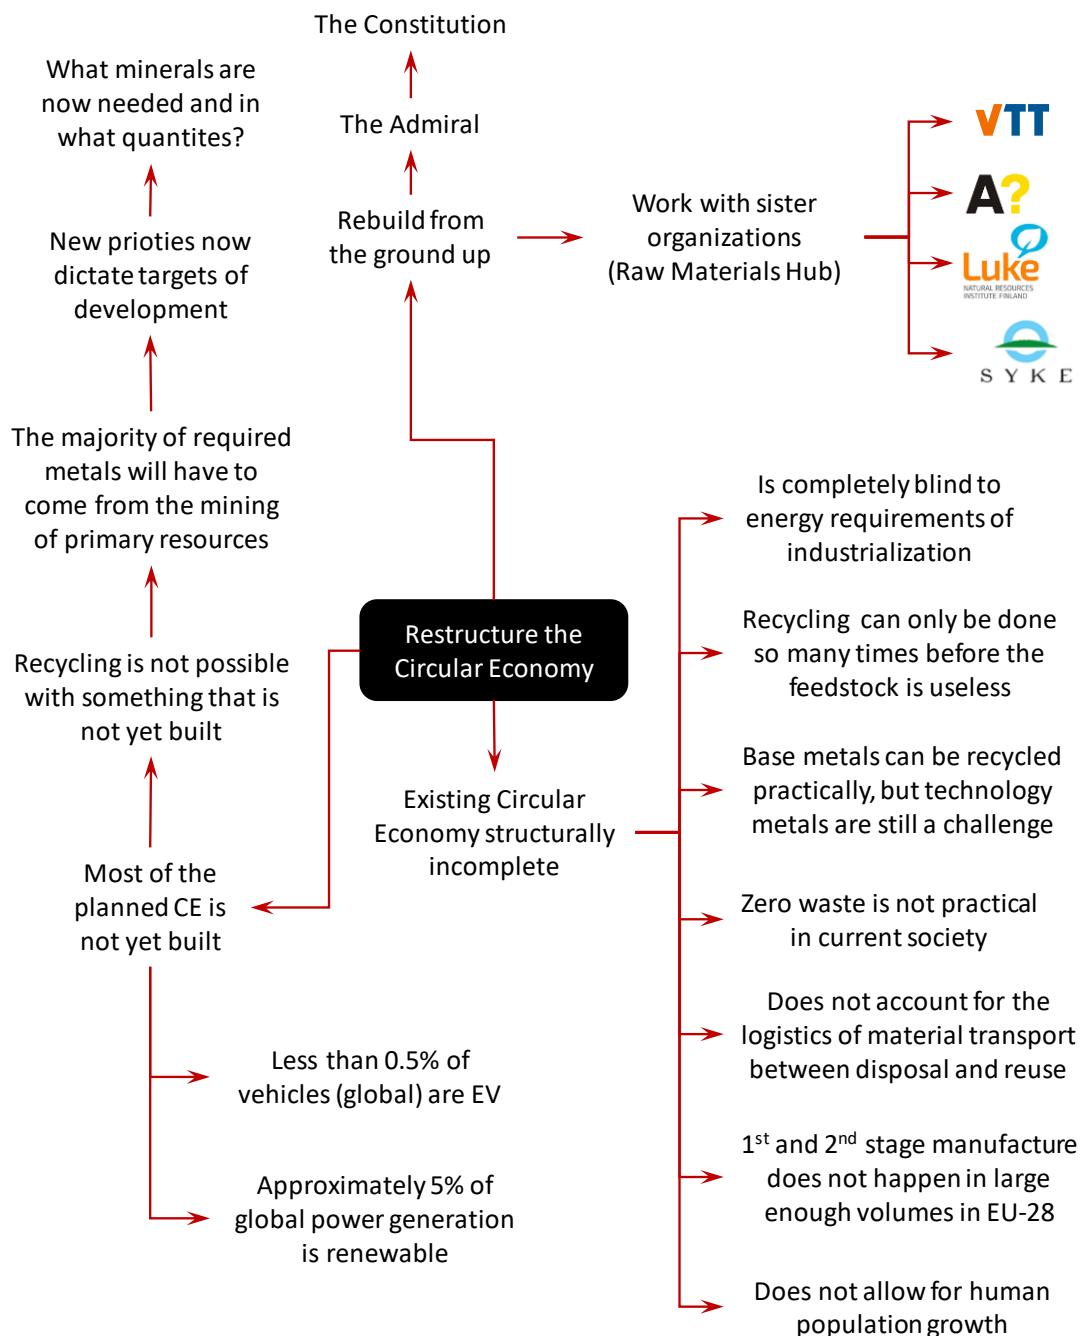 The Constitution
What minerals are
now needed and in
what quantites?
The Admiral
VTT
A?
Rebuild from
the ground up
Work with sister
organizations
(Raw Materials Hub)
New prioties now
dictate targets of
development
Luke
NATURAL RESOURCES
INSTITUTE FINLAND
SYKE
The majority of required
metals will have to
come from the mining
of primary resources
Is completely blind to
energy requirements of
industrialization
Restructure the
Circular Economy
Recycling is not possible
with something that is
not yet built
Recycling can only be done
so many times before the
feedstock is useless
Base metals can be recycled
practically, but technology
metals are still a challenge
Existing Circular
Economy structurally
incomplete
Most of the
planned CE is
not yet built
Zero waste is not practical
in current society
Does not account for the
logistics of material transport
between disposal and reuse
Less than 0.5% of
vehicles (global) are EV
1st and 2nd stage manufacture
does not happen in large
enough volumes in EU-28
Approximately 5% of
global power generation
is renewable
Does not allow for human
population growth